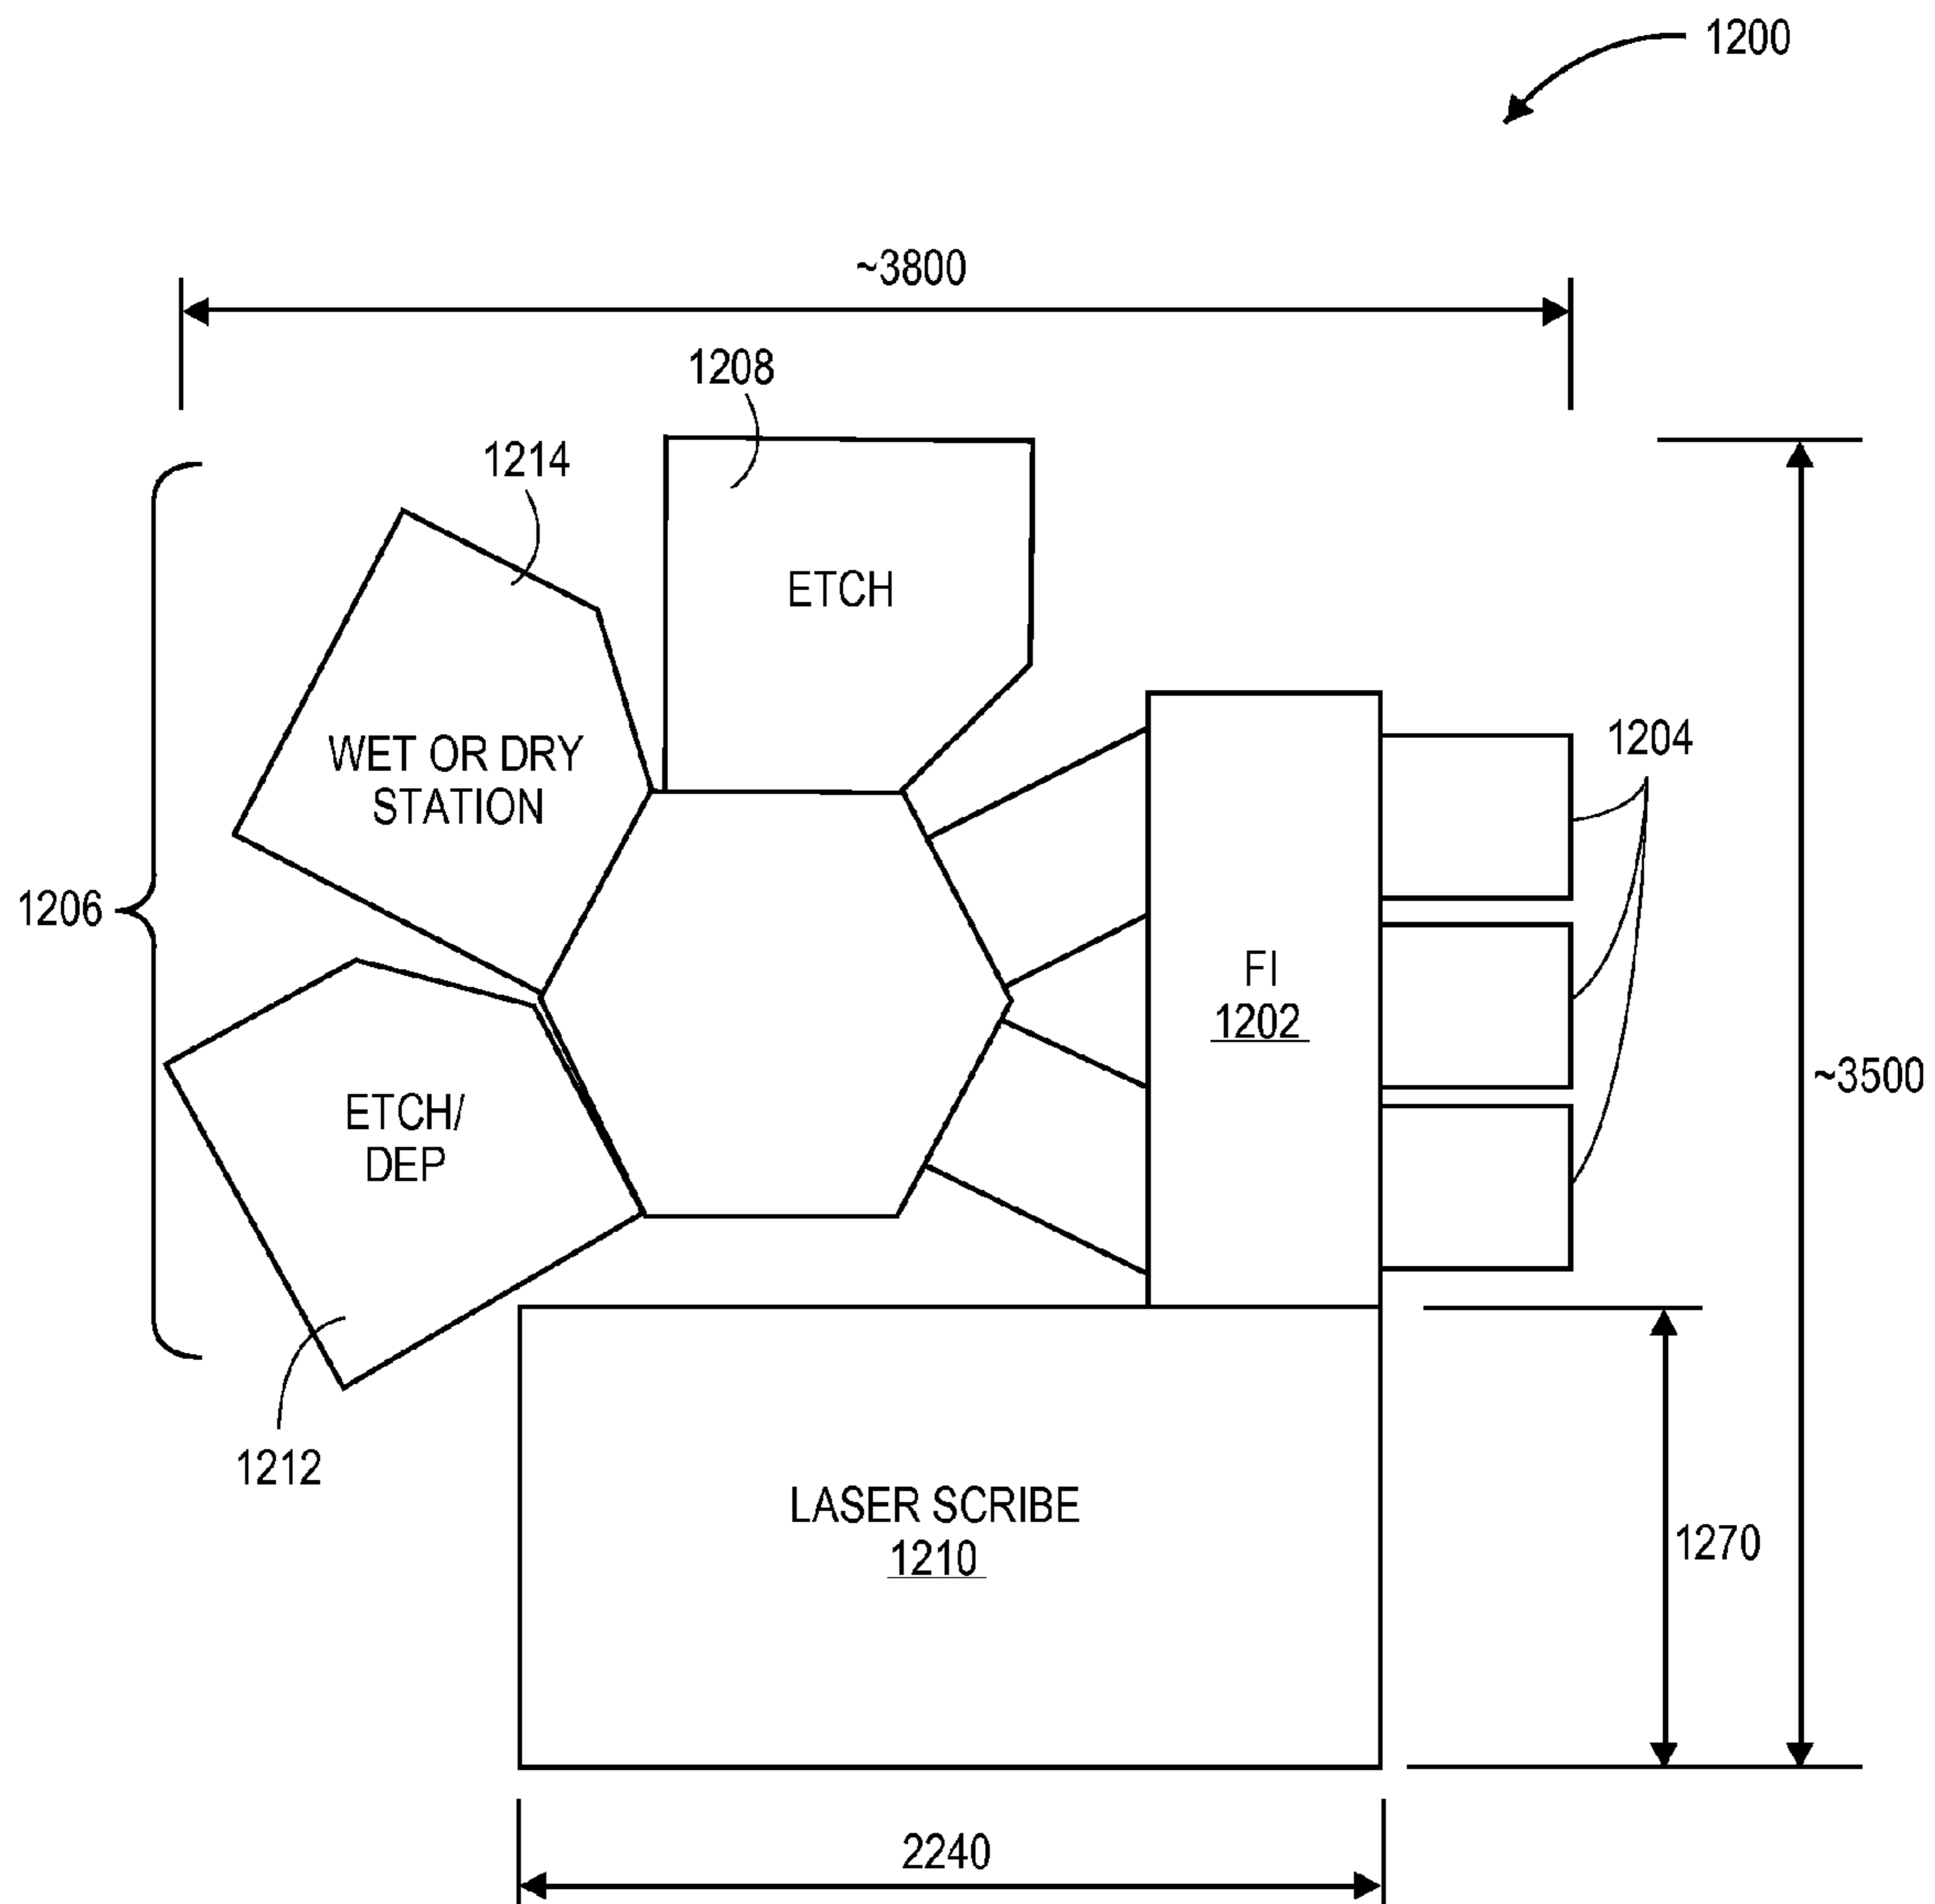 1200
~3800
1208
1214
ETCH
1204
WET OR DRY
STATION
1206
FI
1202
~3500
ETCH/
DEP
1212
LASER SCRIBE
1210
1270
2240